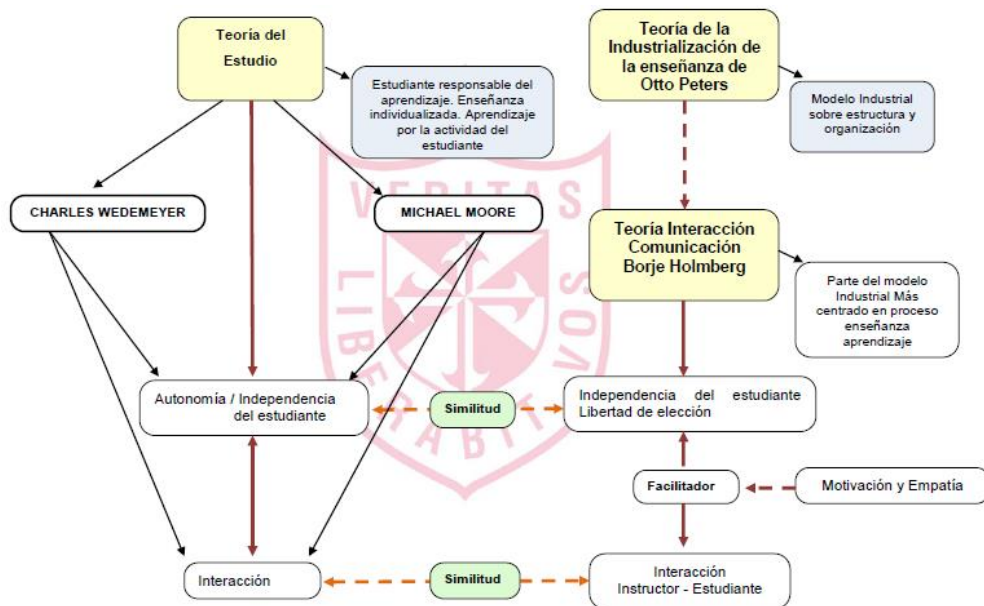 Teoría del
Estudio
Estudiante responsable del
aprendizaje. Enseñanza
individualizada. Aprendizaje
por la actividad del
estudiante
Teoría de la
Industrialización de
la enseñanza de
Otto Peters
Modelo Industrial
sobre estructura y
organización
CHARLES WEDEMEYER
MICHAEL MOORE
Teoría Interacción
Comunicación
Borje Holmberg
Parte del modelo
Industrial Más
centrado en proceso
enseñanza
aprendizaje
Autonomía / Independencia
del estudiante
Similitud
Independencia del estudiante
Libertad de elección
Facilitador
Motivación y Empatía
Interacción
Similitud
Interacción
Instructor - Estudiante
VERITAS
LIBERABIT VOS